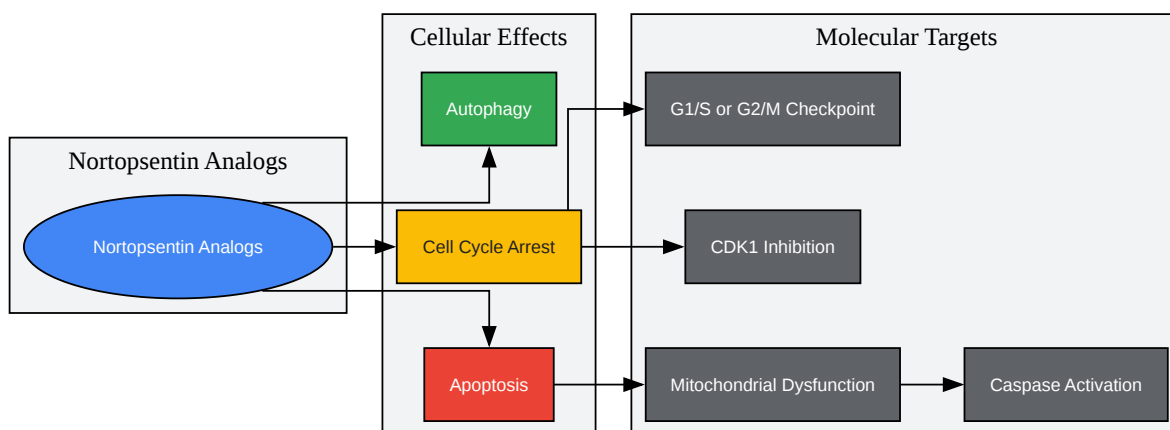 Nortopsentin Analogs
Nortopsentin Analogs
Cellular Effects
Autophagy
Cell Cycle Arrest
Apoptosis
Molecular Targets
G1/S or G2/M Checkpoint
CDK1 Inhibition
Mitochondrial Dysfunction
Caspase Activation